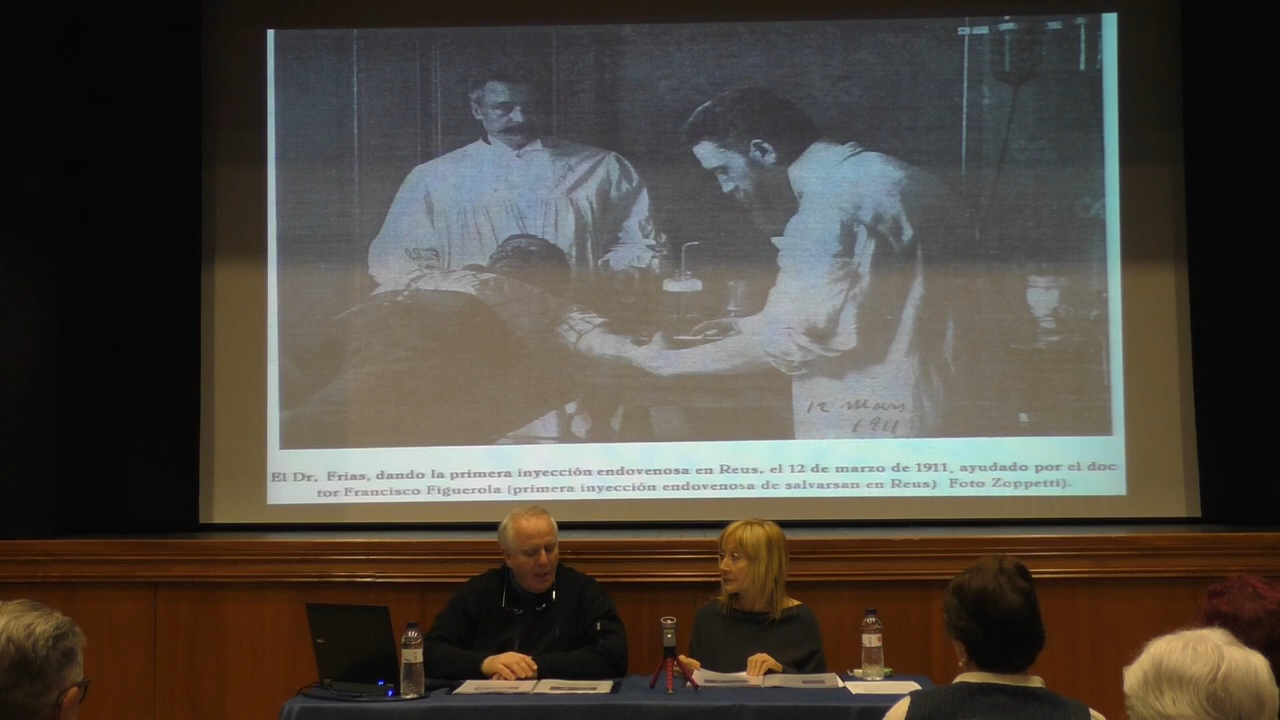 12 Mars
1911
El Dr. Frias, dando la primera inyección endovenosa en Reus, el 12 de marzo de 1911, ayudado por el doc
tor Francisco Figuerola (primera inyección endovenosa de salvarsan en Reus) Foto Zoppetti).